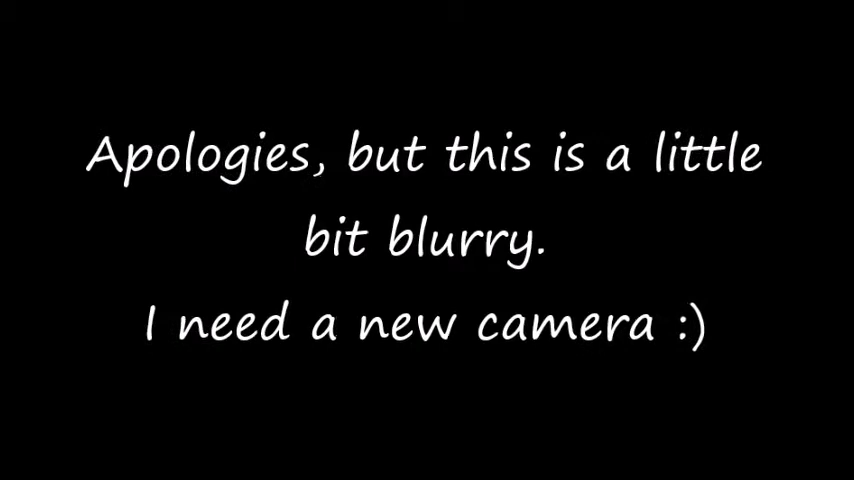 Apologies, but this is a little
bit blurry.
I need a new camera :)